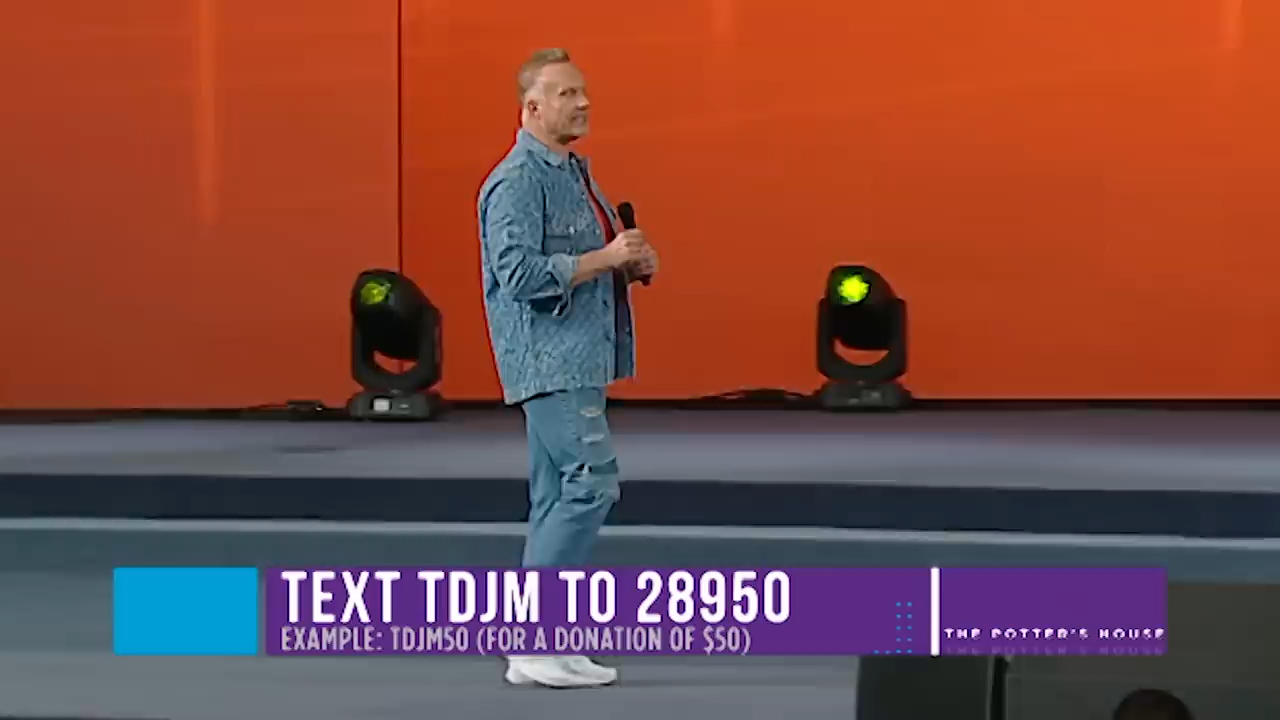 TEXT TDJM TO 28950
EXAMPLE: TDJM50 (FOR A DONATION OF $50)
THE POTTER'S HOUSE